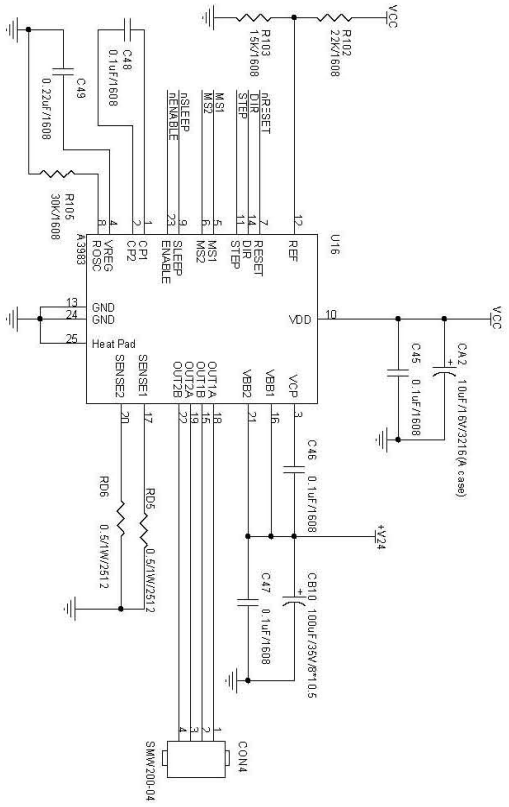 VCC
R102
22K/1608
R103
15K/1608
C48
0.1uF/1608
C49
0.22uF/1608
R105
30K/1608
nRESET
DIR
STEP
MS1
MS2
nSLEEP
nENABLE
12
7
14
11
5
6
9
23
1
2
4
8
U16
A3983
REF
RESET
DIR
STEP
MS1
MS2
SLEEP
ENABLE
CP1
CP2
VREG
ROSC
13
24
25
GND
GND
Heat Pad
VDD
10
VCC
CA2
10uF/16V/3216(A case)
C45
0.1uF/1608
VCP
VBB1
VBB2
OUT1A
OUT1B
OUT2A
OUT2B
SENSE1
SENSE2
3
16
21
18
15
19
22
17
20
C46
0.1uF/1608
+V24
CB10
100uF/35V/8*10.5
C47
0.1uF/1608
RD5
0.5/1W/2512
RD6
0.5/1W/2512
1
2
3
4
CON4
SMW200-04